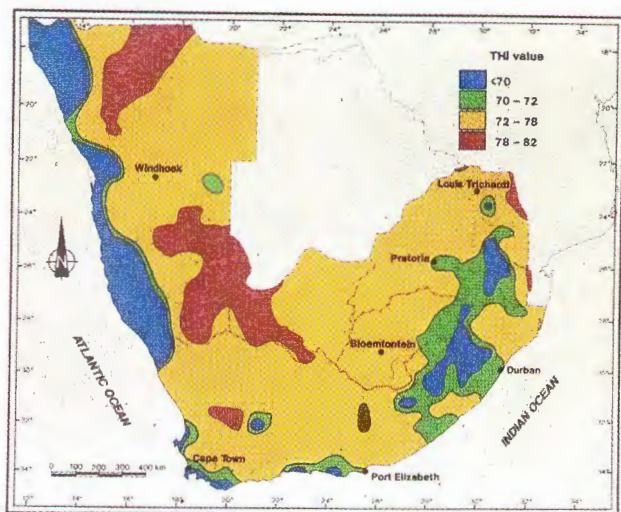 THI value
<70
70 – 72
72 – 78
78 – 82
Windhoek
Louis Trichardt
Pretoria
Bloemfontein
Durban
N
ATLANTIC OCEAN
INDIAN OCEAN
Cape Town
Port Elizabeth
0 100 200 300 400 km